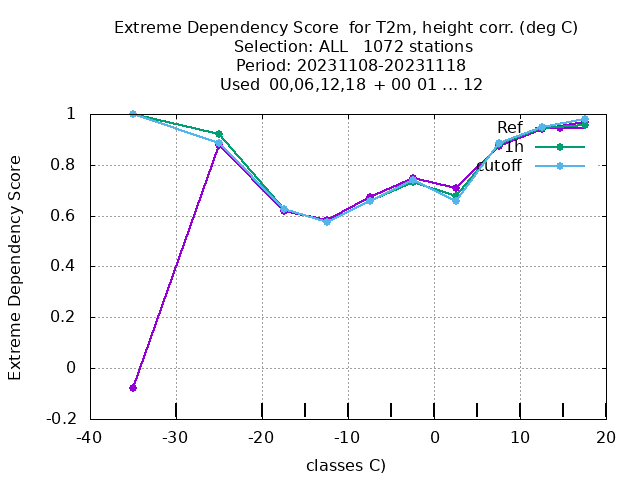 Extreme Dependency Score  for T2m, height corr. (deg C)
Selection: ALL   1072 stations
Period: 20231108-20231118
Used  00,06,12,18  + 00 01 ... 12
Extreme Dependency Score
1
0.8
0.6
0.4
0.2
0
-0.2
Ref
1h
cutoff
-40 -30 -20 -10 0 10 20
classes C)